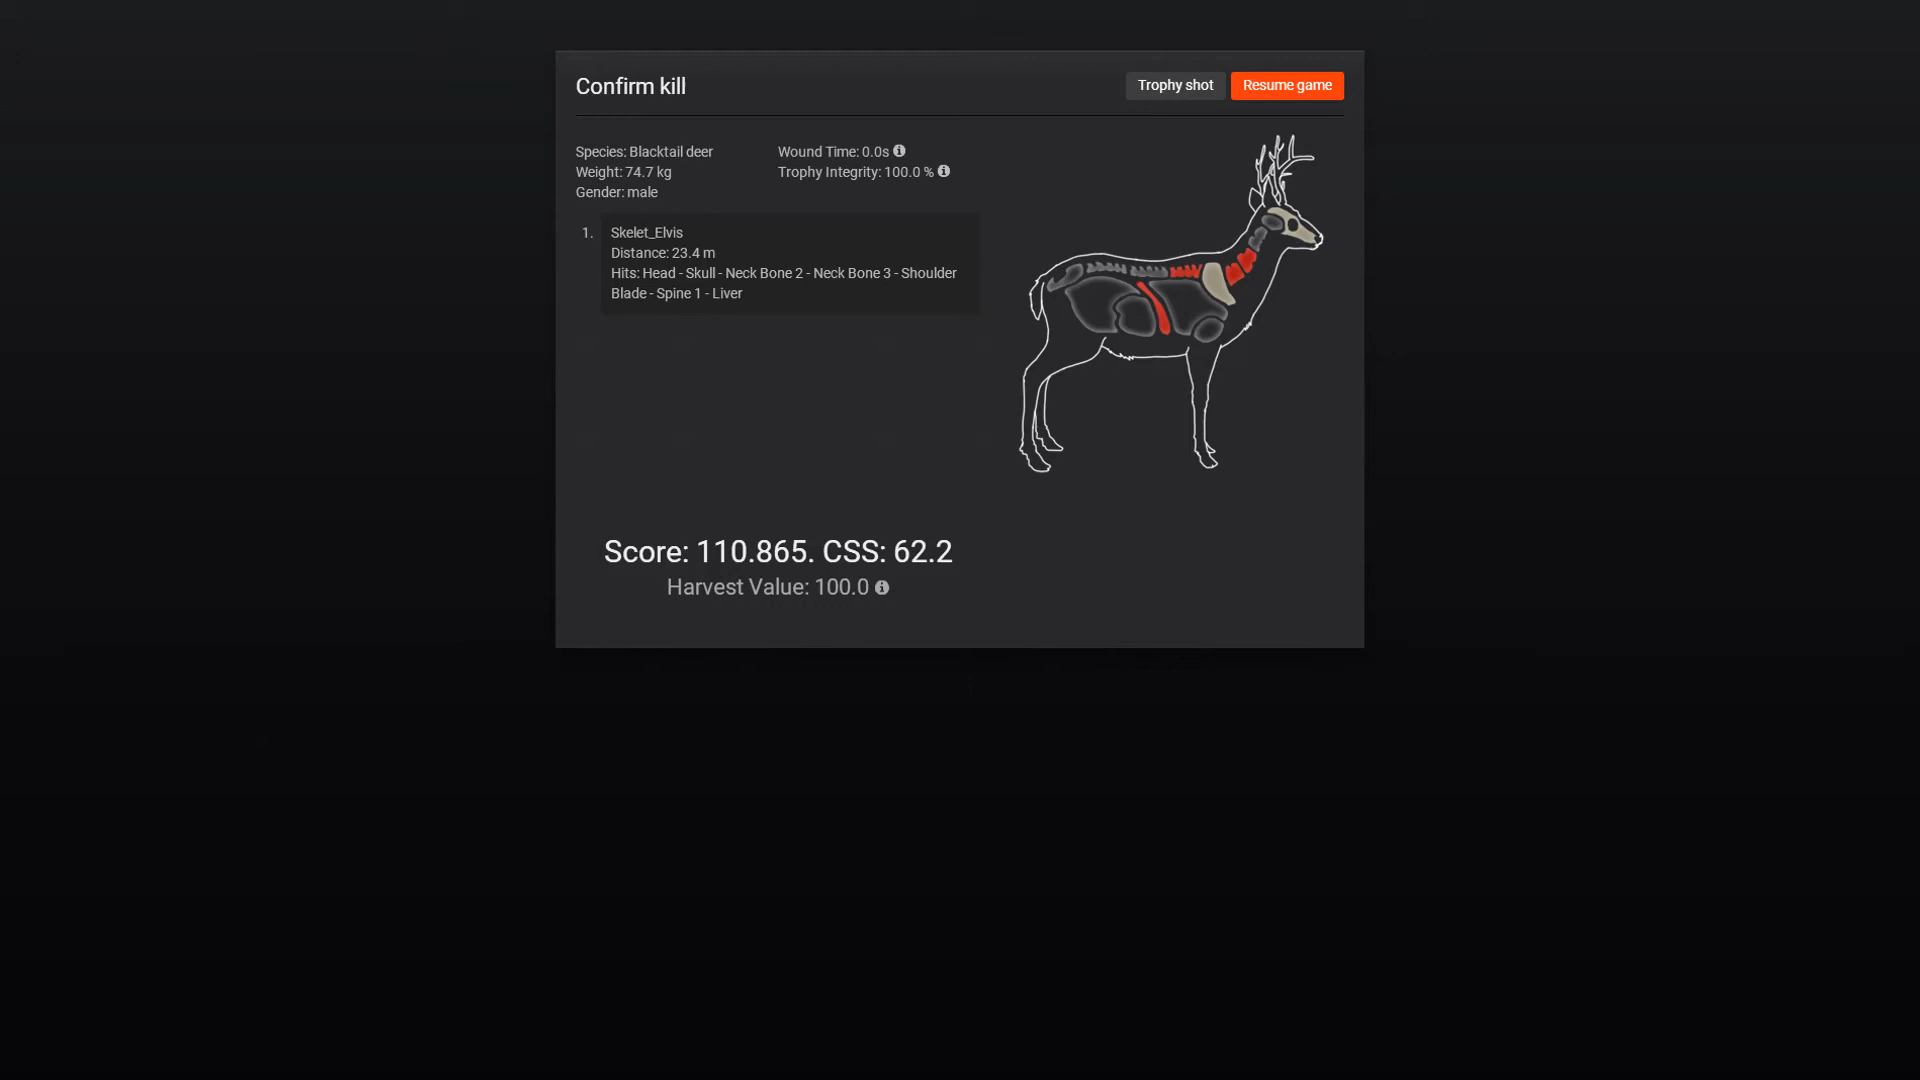 Confirm kill
Trophy shot
Resume game
Species: Blacktail deer
Weight: 74.7 kg
Gender: male
Wound Time: 0.0s
Trophy Integrity: 100.0 %
1.
Skelet_Elvis
Distance: 23.4 m
Hits: Head - Skull - Neck Bone 2 - Neck Bone 3 - Shoulder
Blade - Spine 1 - Liver
Score: 110.865. CSS: 62.2
Harvest Value: 100.0